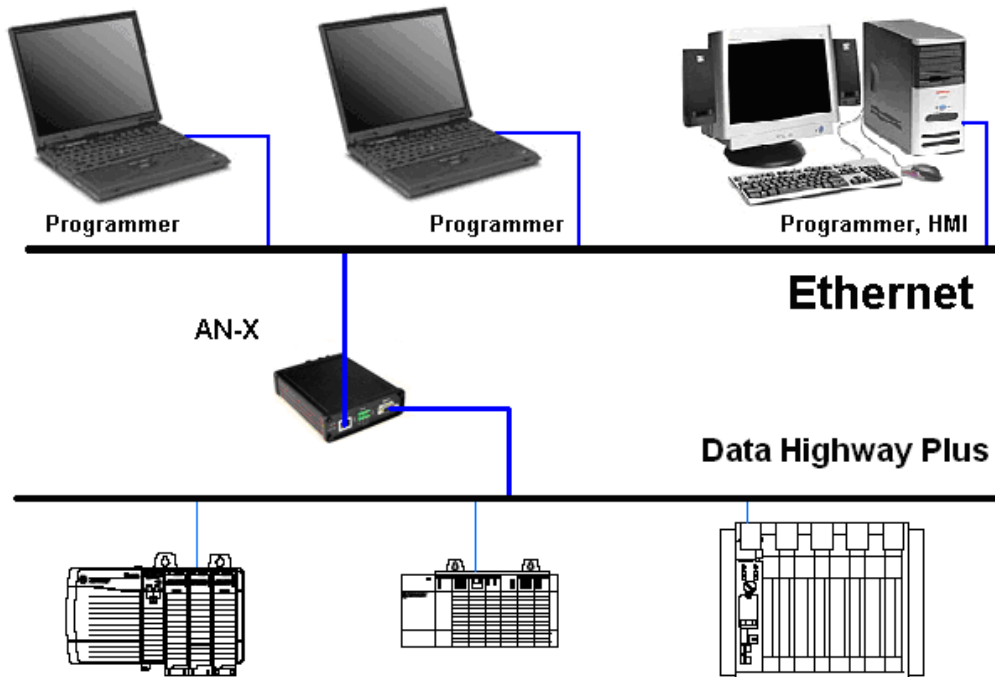 Programmer
Programmer
Programmer, HMI
Ethernet
AN-X
Data Highway Plus